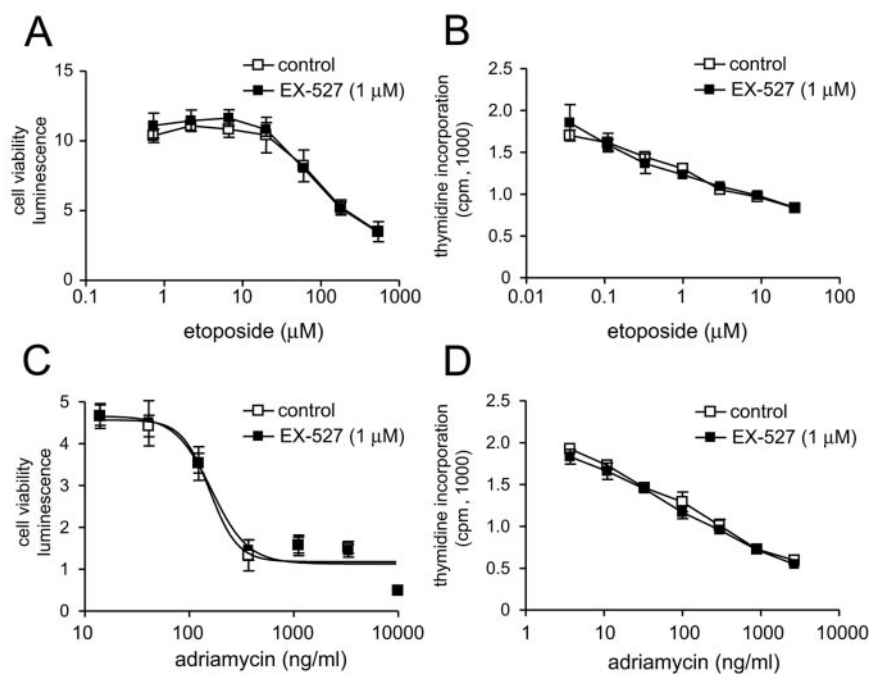 A
control
EX-527 (1 μM)
15
10
5
0
cell viability
luminescence
0.1
1
10
100
1000
etoposide (μM)
B
control
EX-527 (1 μM)
2.5
2.0
1.5
1.0
0.5
0
thymidine incorporation
(cpm , 1000)
0.01
0.1
1
10
100
etoposide (μM)
C
control
EX-527 (1 μM)
5
4
3
2
1
0
cell viability
luminescence
10
100
1000
10000
adriamycin (ng/ml)
D
control
EX-527 (1 μM)
2.5
2.0
1.5
1.0
0.5
0
thymidine incorporation
(cpm , 1000)
1
10
100
1000
10000
adriamycin (ng/ml)